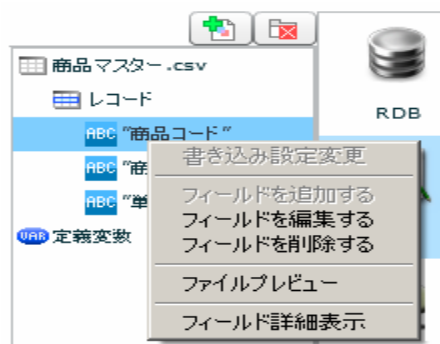 商品マスター.csv
レコード
ABC "商品コード"
ABC "商
ABC "単
VAR 定義変数
RDB
書き込み設定変更
フィールドを追加する
フィールドを編集する
フィールドを削除する
ファイルプレビュー
フィールド詳細表示